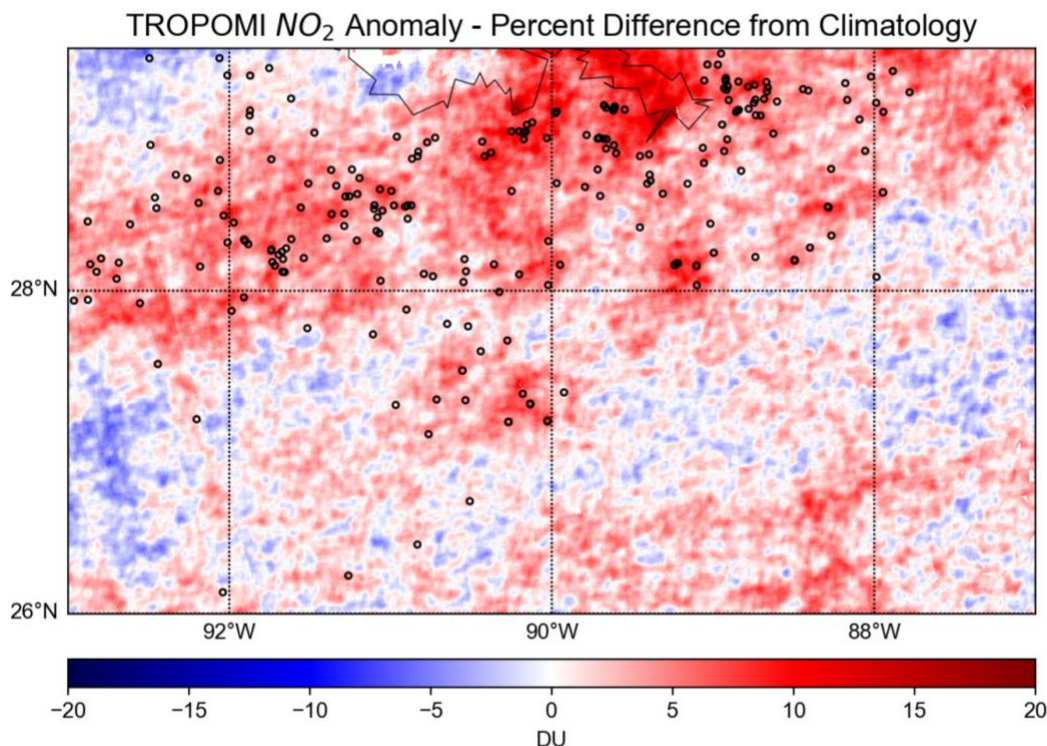 TROPOMI NO₂ Anomaly - Percent Difference from Climatology
28°N
26°N
92°W 90°W 88°W
−20 −15 −10 −5 0 5 10 15 20
DU